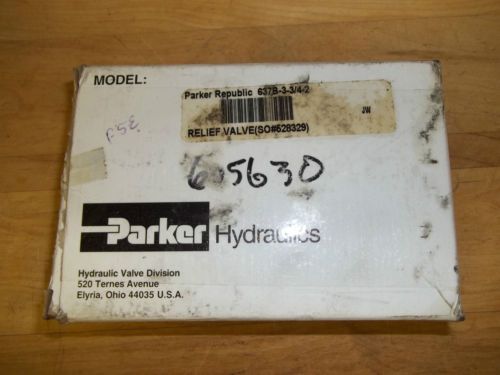 MODEL:
Parker Republic 637B-3-3/4-2
JW
RELIEF VALVE(SO#628329)
605630
Parker Hydraulics
Hydraulic Valve Division
520 Ternes Avenue
Elyria, Ohio 44035 U.S.A.